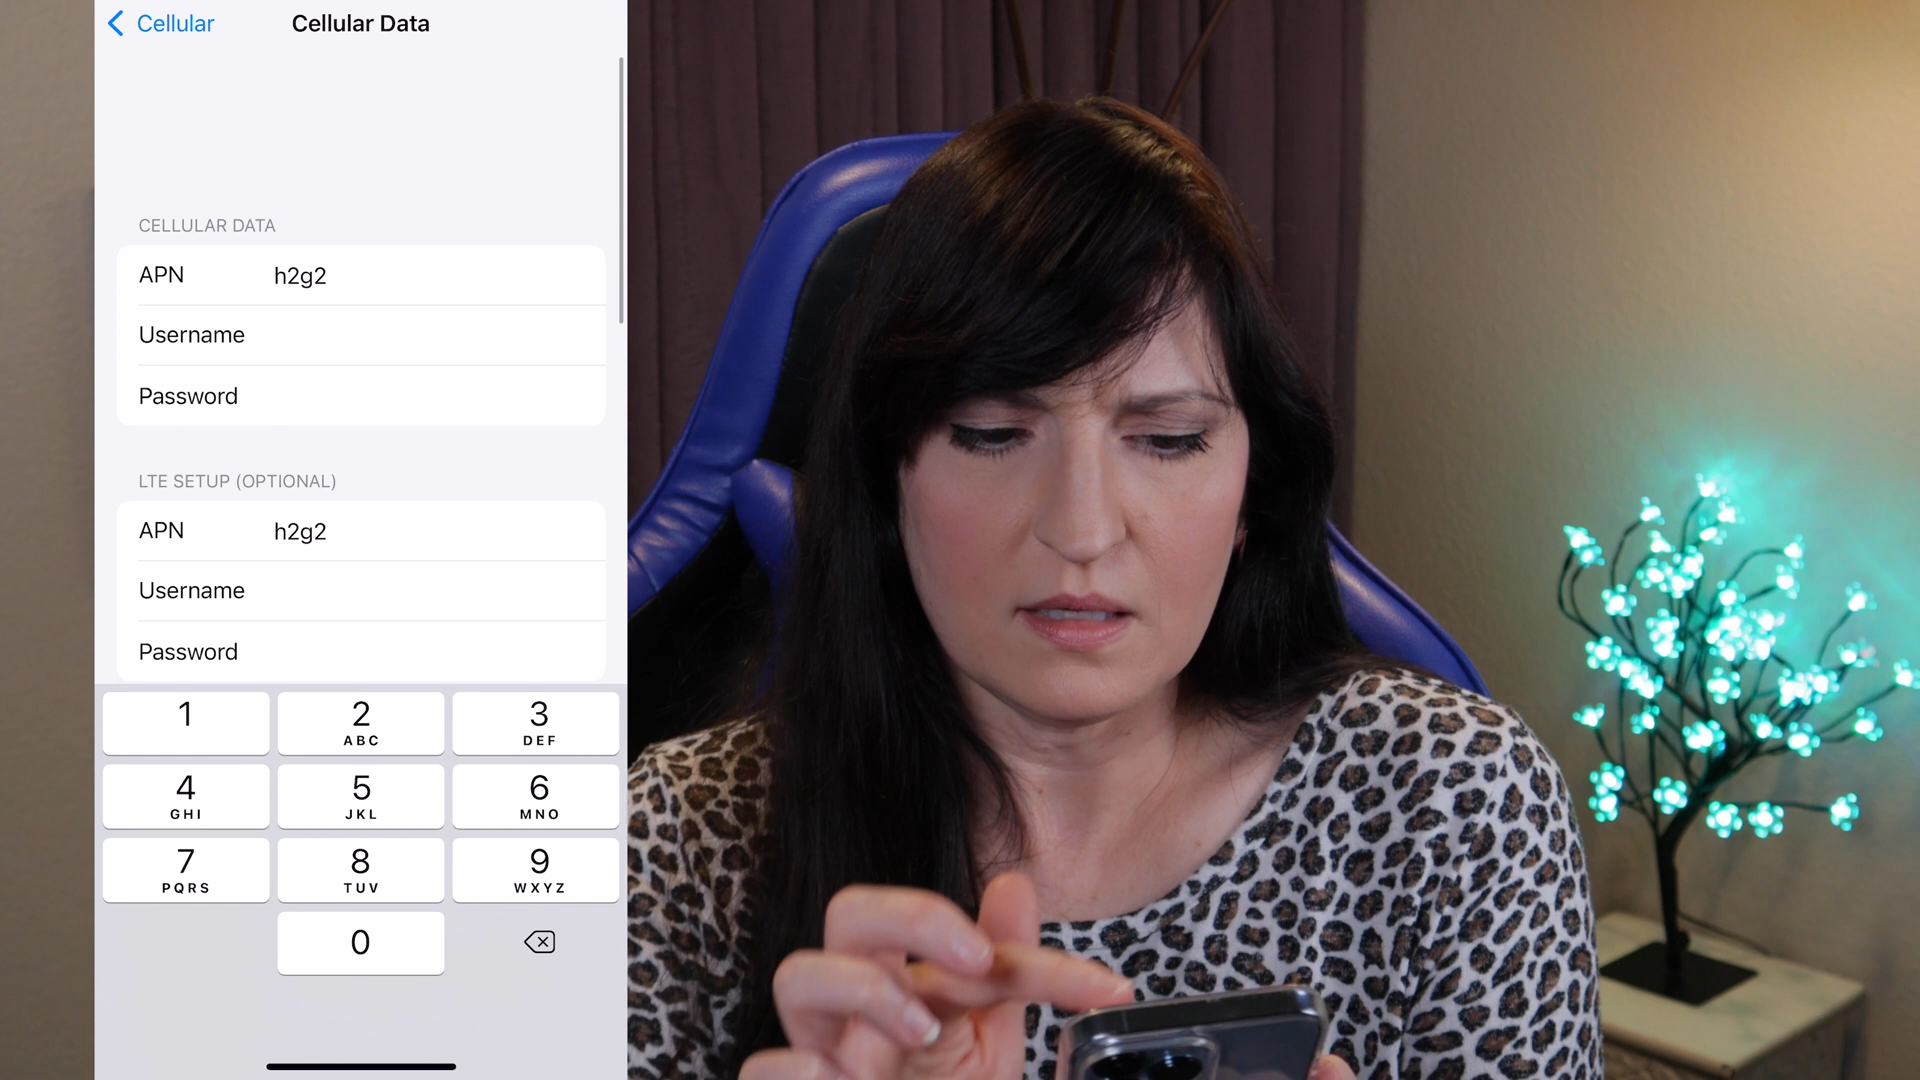 Cellular
Cellular Data
CELLULAR DATA
APN h2g2
Username
Password
LTE SETUP (OPTIONAL)
APN h2g2
Username
Password
1
2
ABC
3
DEF
4
GHI
5
JKL
6
MNO
7
PQRS
8
TUV
9
WXYZ
0